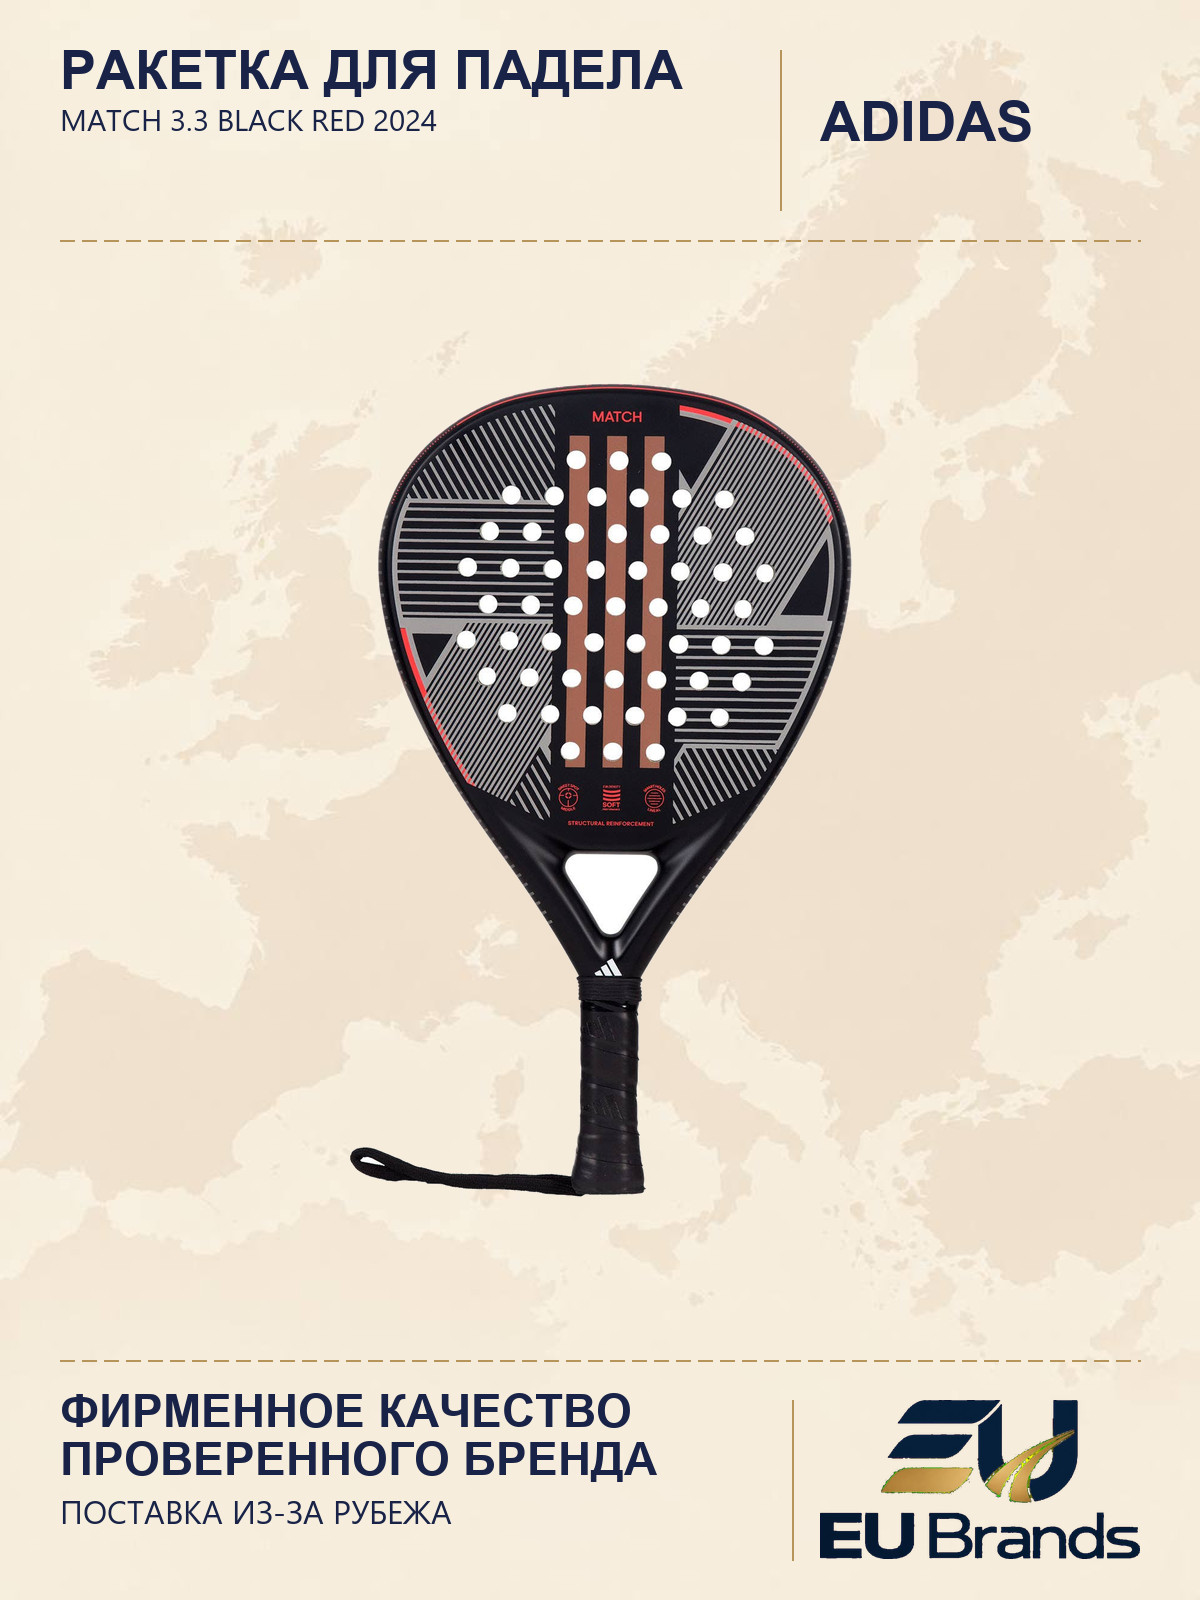 РАКЕТКА ДЛЯ ПАДЕЛА
MATCH 3.3 BLACK RED 2024
ADIDAS
MATCH
SOFT
STRUCTURAL REINFORCEMENT
ФИРМЕННОЕ КАЧЕСТВО
ПРОВЕРЕННОГО БРЕНДА
ПОСТАВКА ИЗ-ЗА РУБЕЖА
EU
EU Brands